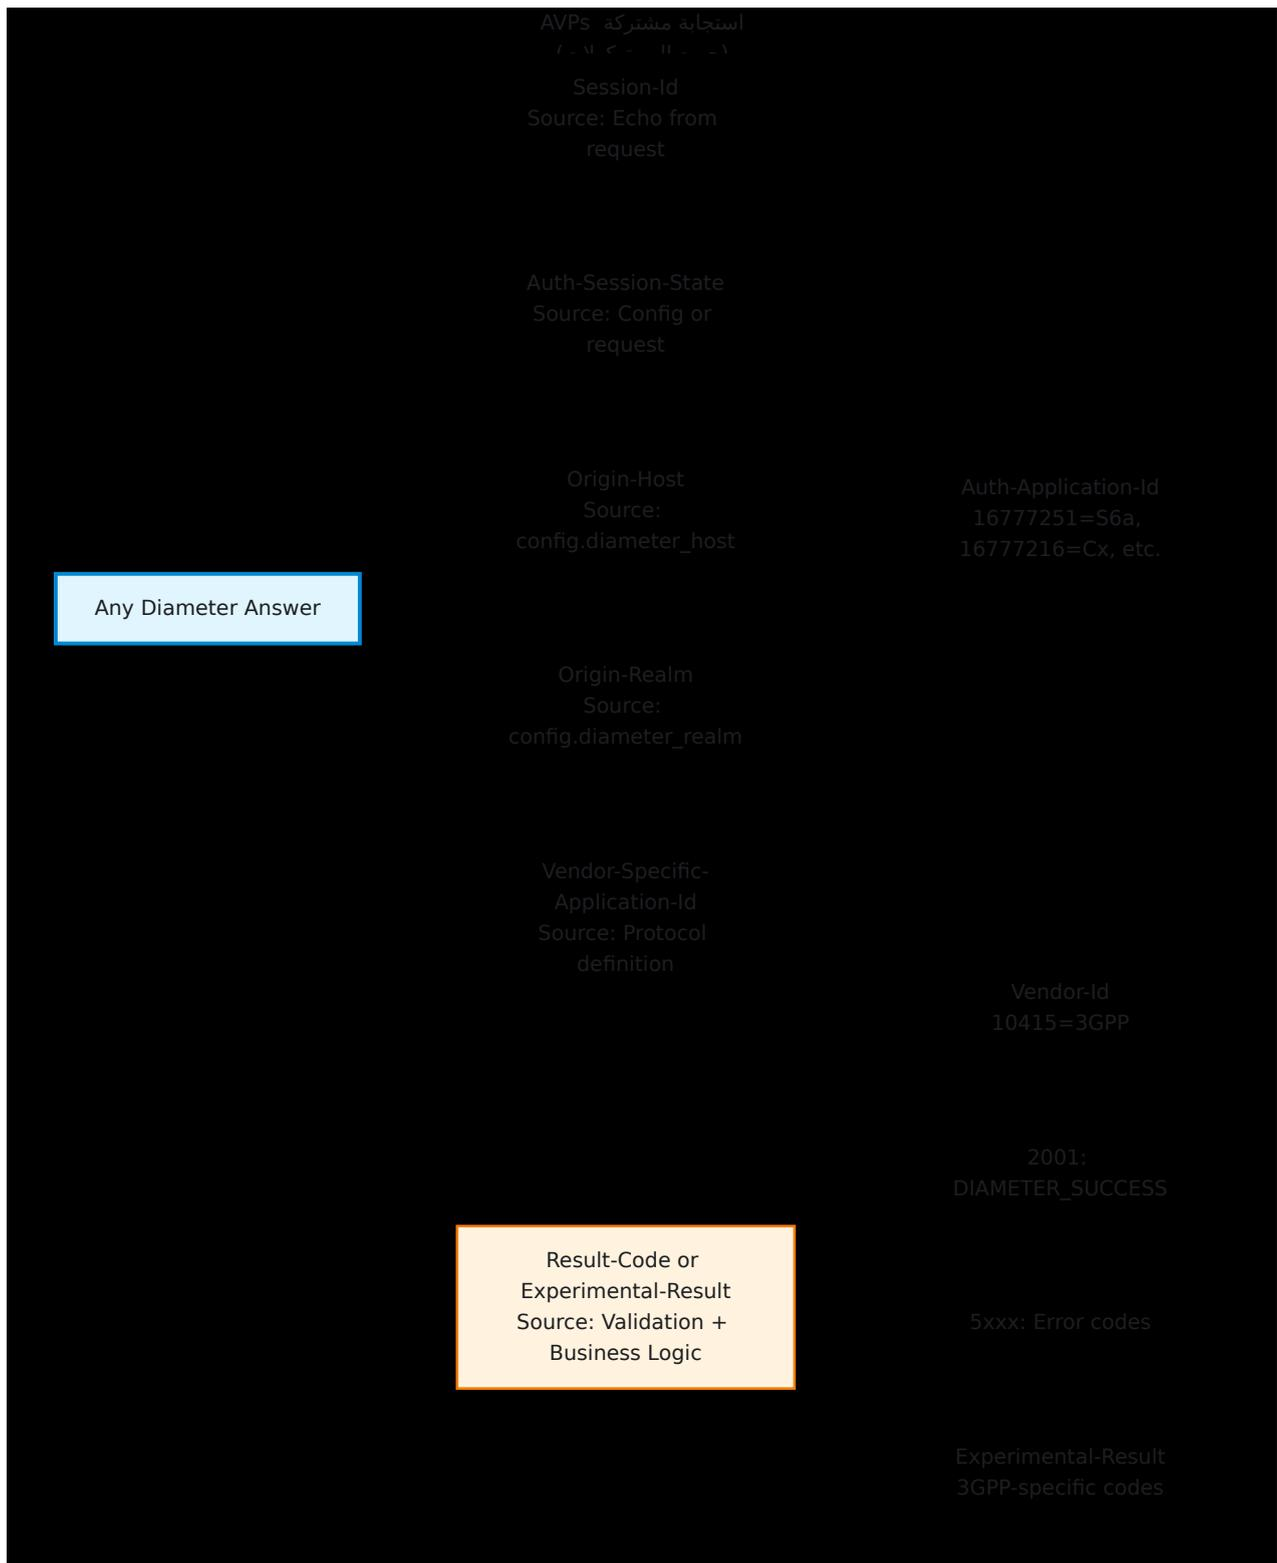 استجابة مشتركة AVPs
Session-Id
Source: Echo from
request
Auth-Session-State
Source: Config or
request
Origin-Host
Source:
config.diameter_host
Auth-Application-Id
16777251=S6a,
16777216=Cx, etc.
Any Diameter Answer
Origin-Realm
Source:
config.diameter_realm
Vendor-Specific-
Application-Id
Source: Protocol
definition
Vendor-Id
10415=3GPP
2001:
DIAMETER_SUCCESS
Result-Code or
Experimental-Result
Source: Validation +
Business Logic
5xxx: Error codes
Experimental-Result
3GPP-specific codes